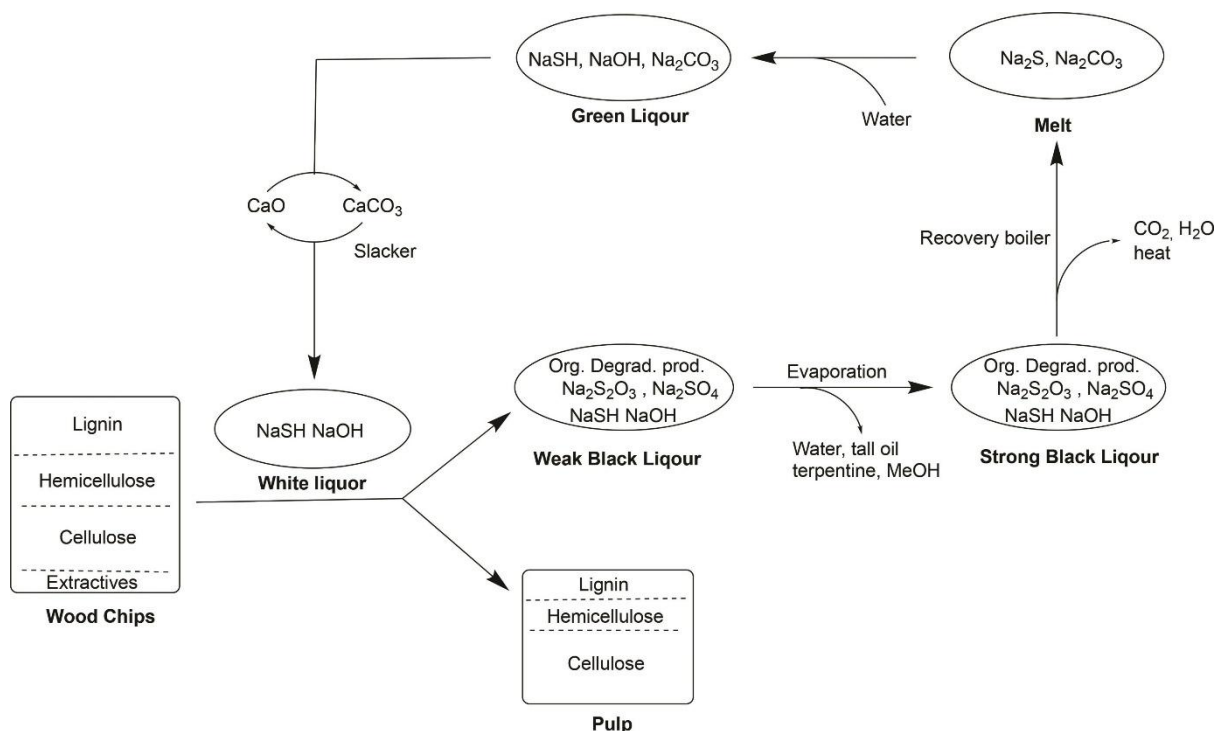 NaSH, NaOH, Na₂CO₃
Green Liqour
Water
Na₂S, Na₂CO₃
Melt
CaO
CaCO₃
Slacker
Recovery boiler
CO₂, H₂O
heat
NaSH NaOH
White liquor
Org. Degrad. prod.
Na₂S₂O₃ , Na₂SO₄
NaSH NaOH
Weak Black Liqour
Evaporation
Water, tall oil
terpentine, MeOH
Org. Degrad. prod.
Na₂S₂O₃ , Na₂SO₄
NaSH NaOH
Strong Black Liqour
Lignin
Hemicellulose
Cellulose
Extractives
Wood Chips
Lignin
Hemicellulose
Cellulose
Pulp